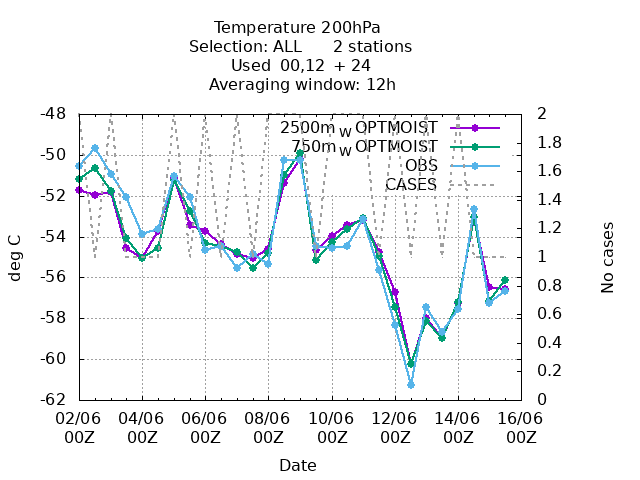 Temperature 200hPa
Selection: ALL 2 stations
Used 00,12 + 24
Averaging window: 12h
2500m W OPTMOIST
750m W OPTMOIST
OBS
CASES
deg C
-48
-50
-52
-54
-56
-58
-60
-62
No cases
2
1.8
1.6
1.4
1.2
1
0.8
0.6
0.4
0.2
0
02/06 04/06 06/06 08/06 10/06 12/06 14/06 16/06
00Z 00Z 00Z 00Z 00Z 00Z 00Z 00Z
Date